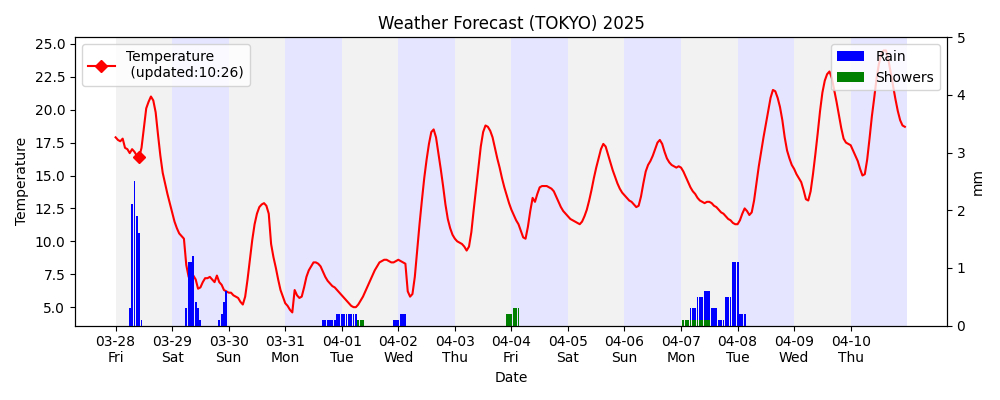 Weather Forecast (TOKYO) 2025
Temperature
(updated:10:26)
Rain
Showers
25.0
22.5
20.0
17.5
15.0
12.5
10.0
7.5
5.0
Temperature
5
4
3
2
1
0
mm
03-28 03-29 03-30 03-31 04-01 04-02 04-03 04-04 04-05 04-06 04-07 04-08 04-09 04-10
Fri Sat Sun Mon Tue Wed Thu Fri Sat Sun Mon Tue Wed Thu
Date